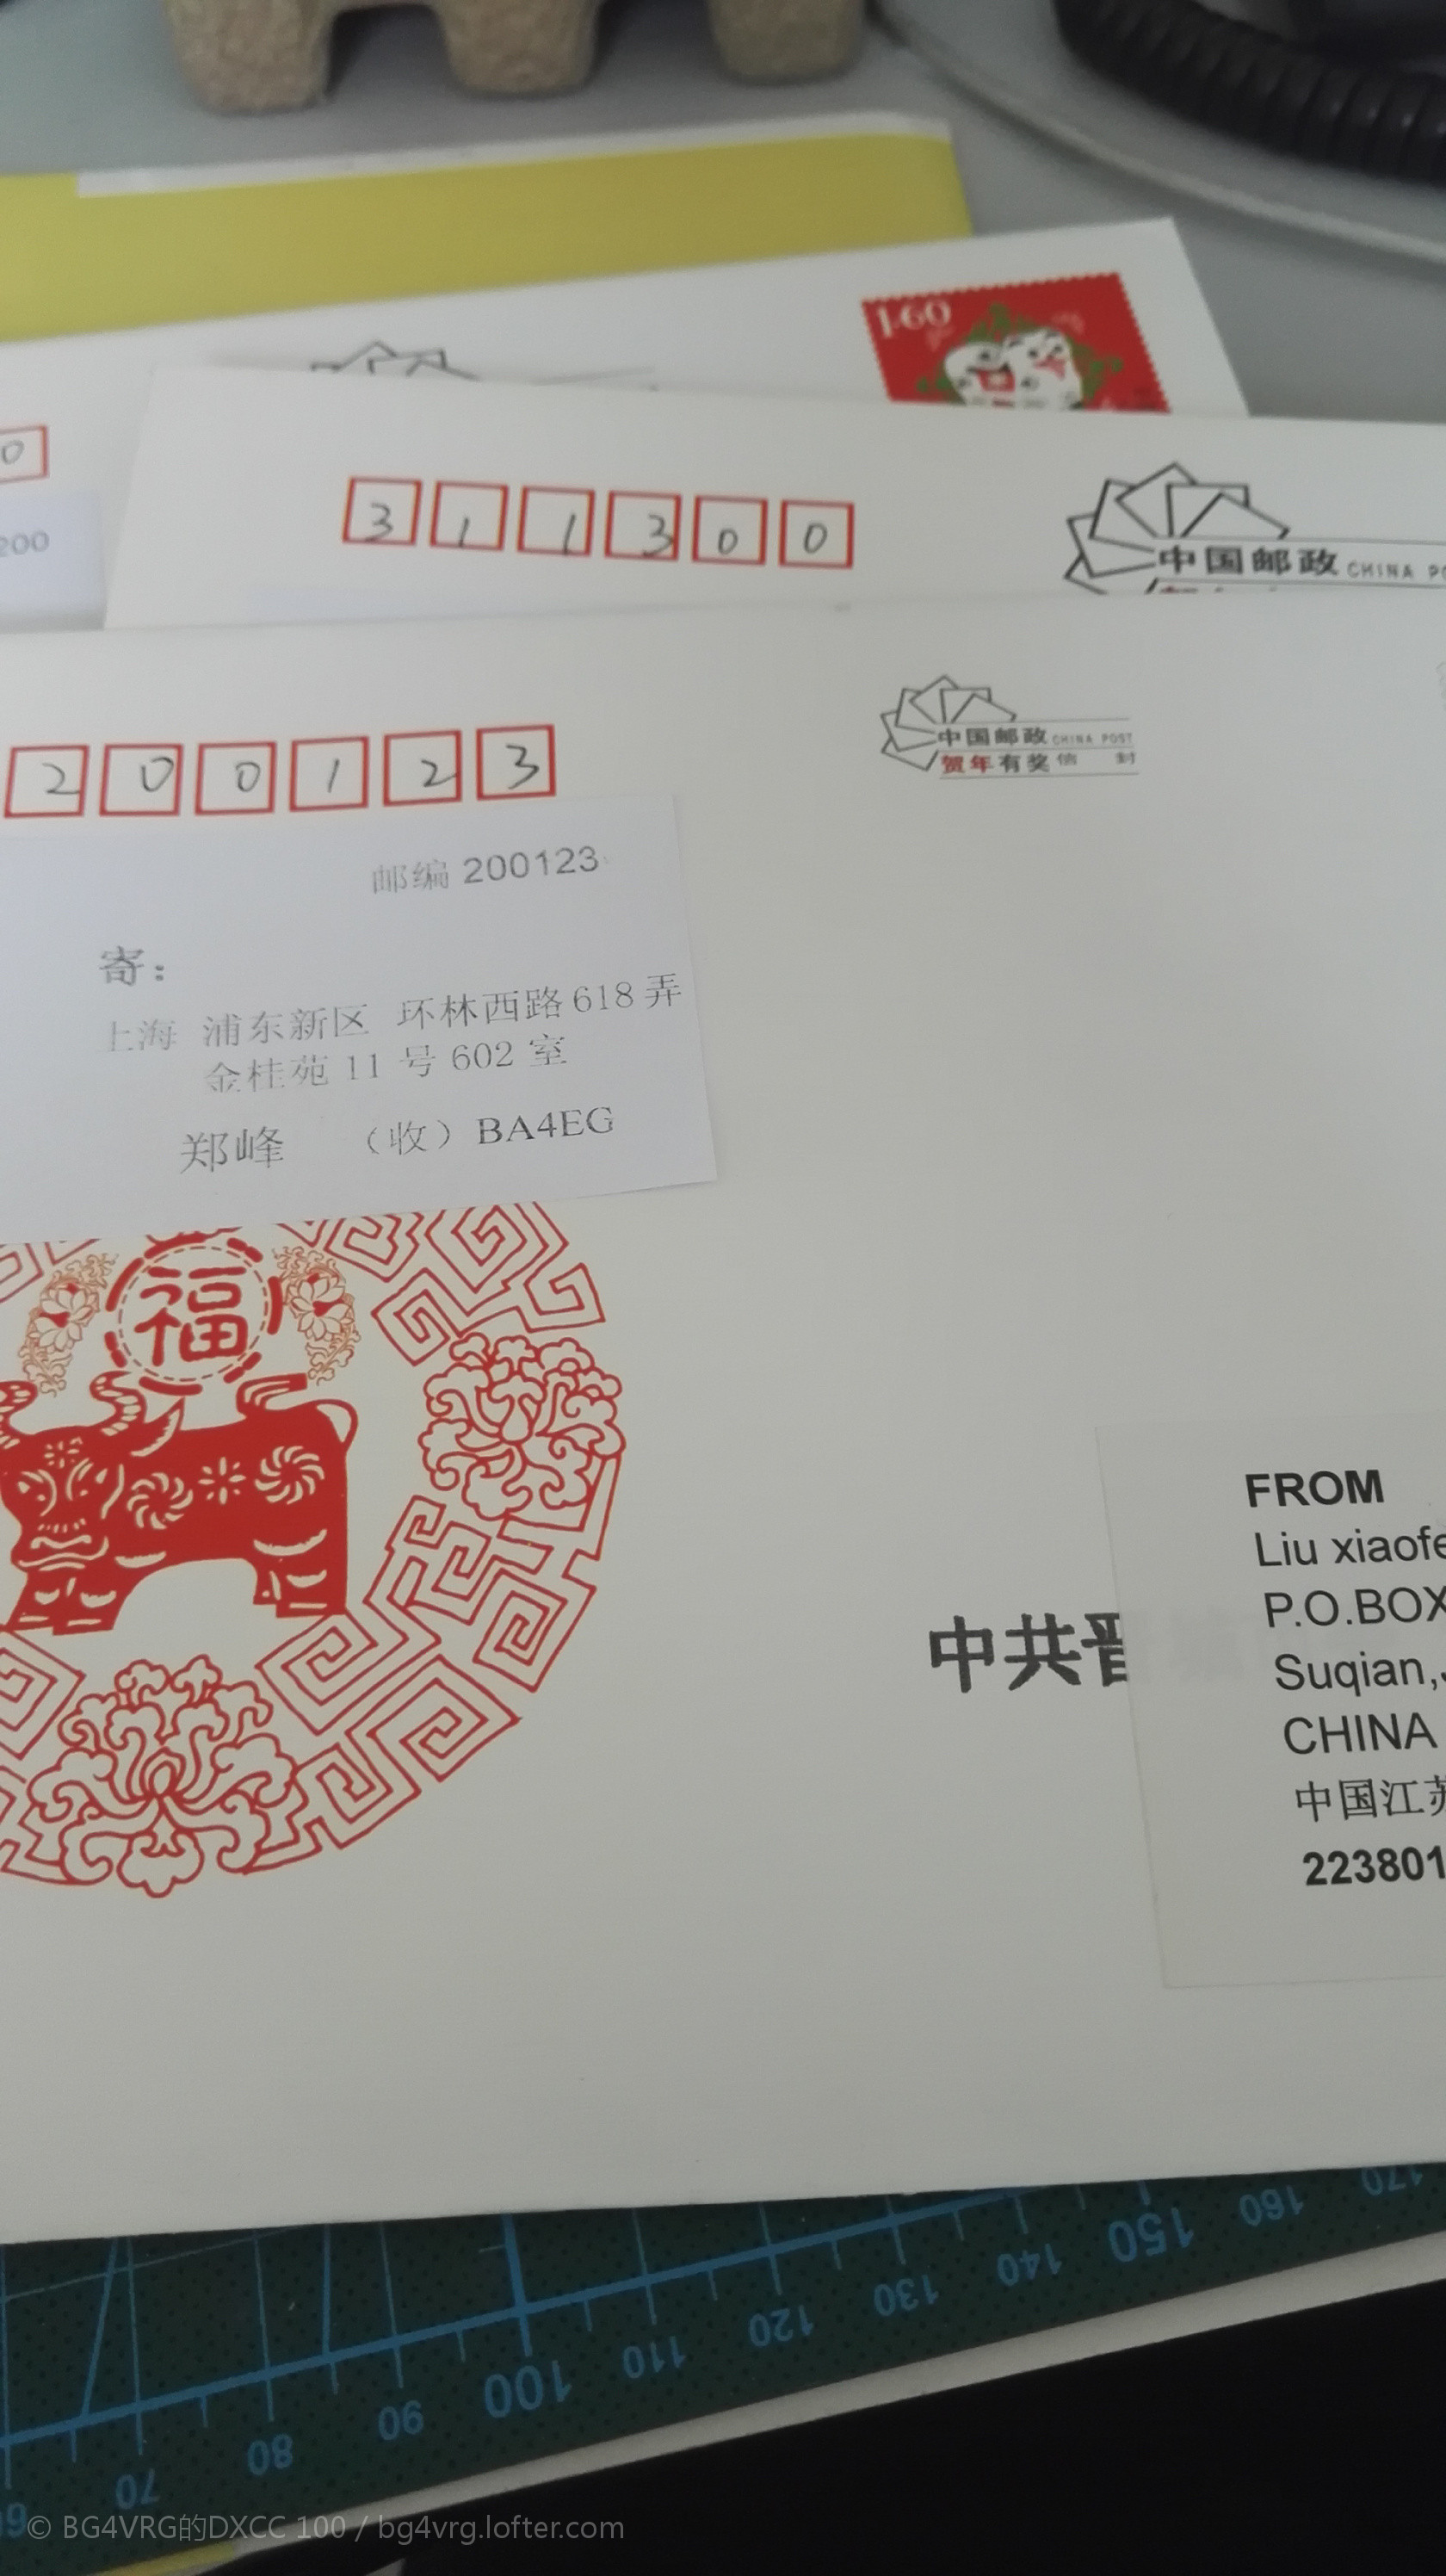 1.60
0
200
3 1 1 3 0 0
中国邮政 CHINA PO
2 0 0 1 2 3
中国邮政 CHINA POST
贺年有奖信 封
邮编 200123
寄：
上海 浦东新区 环林西路 618 弄
金桂苑 11 号 602 室
郑峰 （收）BA4EG
福
FROM
Liu xiaofe
P.O.BOX
Suqian,
CHINA
中国江苏
223801
中共晋
60 70 80 90 100 110 120 130 140 150 160 170
© BG4VRG的DXCC 100 / bg4vrg.lofter.com